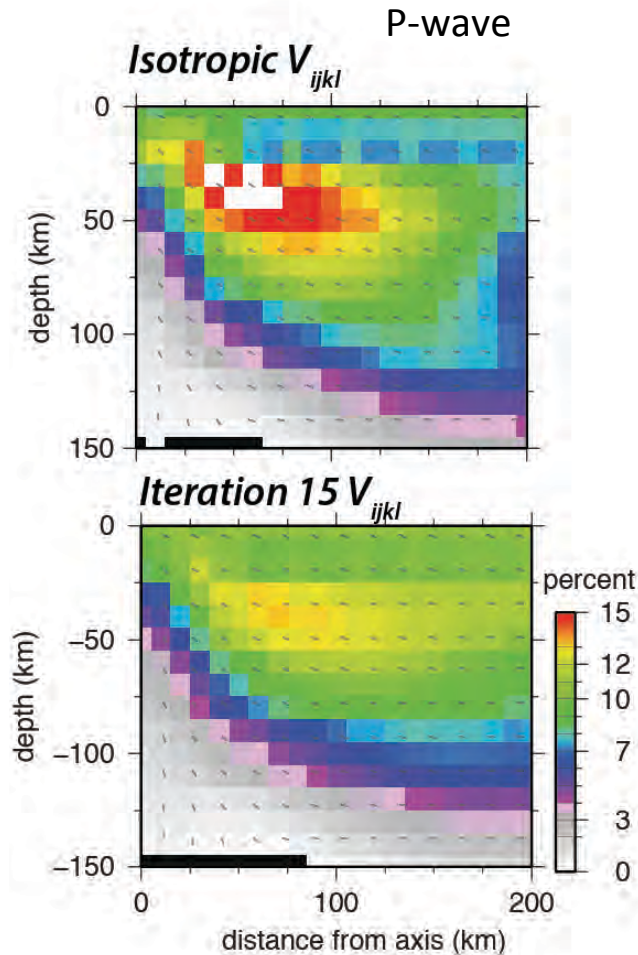 P-wave
Isotropic V_ijkl
0
50
100
150
depth (km)
Iteration 15 V_ijkl
0
−50
−100
−150
depth (km)
0
100
200
distance from axis (km)
percent
15
12
10
7
3
0